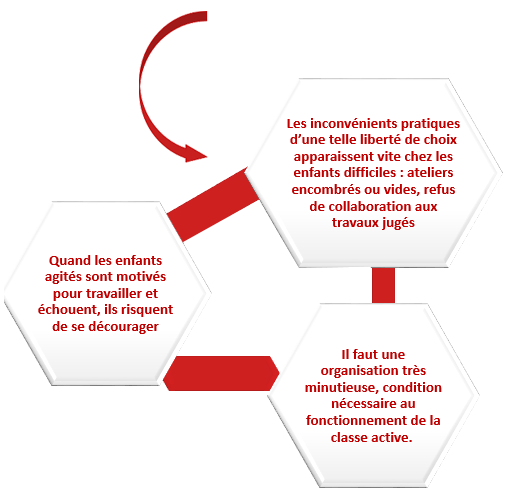 Les inconvénients pratiques
d'une telle liberté de choix
apparaissent vite chez les
enfants difficiles : ateliers
encombrés ou vides, refus
de collaboration aux
travaux jugés
Quand les enfants
agités sont motivés
pour travailler et
échouent, ils risquent
de se décourager
Il faut une
organisation très
minutieuse, condition
nécessaire au
fonctionnement de la
classe active.